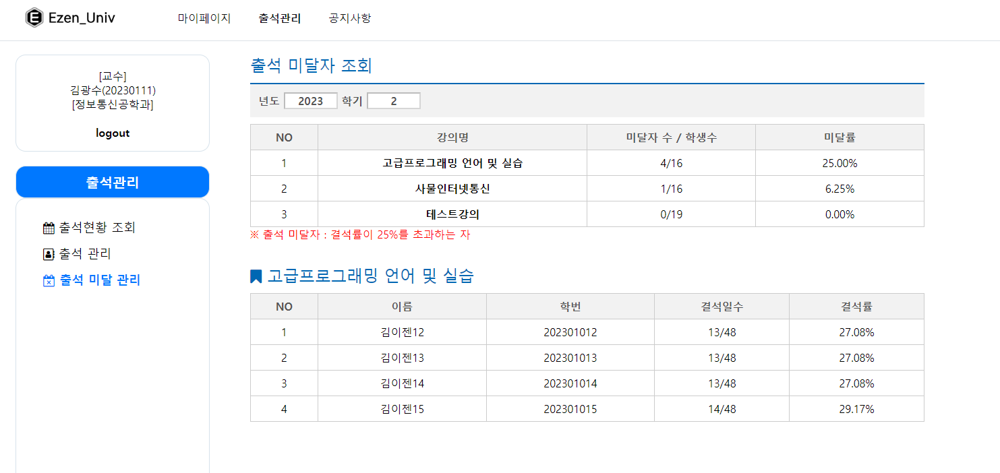 Ezen_Univ 마이페이지 출석관리 공지사항
[교수]
김광수(20230111)
[정보통신공학과]
logout
출석관리
출석현황 조회
출석 관리
출석 미달 관리
출석 미달자 조회
년도 2023 학기 2
NO 강의명 미달자 수 / 학생수 미달률
1 고급프로그래밍 언어 및 실습 4/16 25.00%
2 사물인터넷통신 1/16 6.25%
3 테스트강의 0/19 0.00%
※ 출석 미달자 : 결석률이 25%를 초과하는 자
고급프로그래밍 언어 및 실습
NO 이름 학번 결석일수 결석률
1 김이젠12 202301012 13/48 27.08%
2 김이젠13 202301013 13/48 27.08%
3 김이젠14 202301014 13/48 27.08%
4 김이젠15 202301015 14/48 29.17%